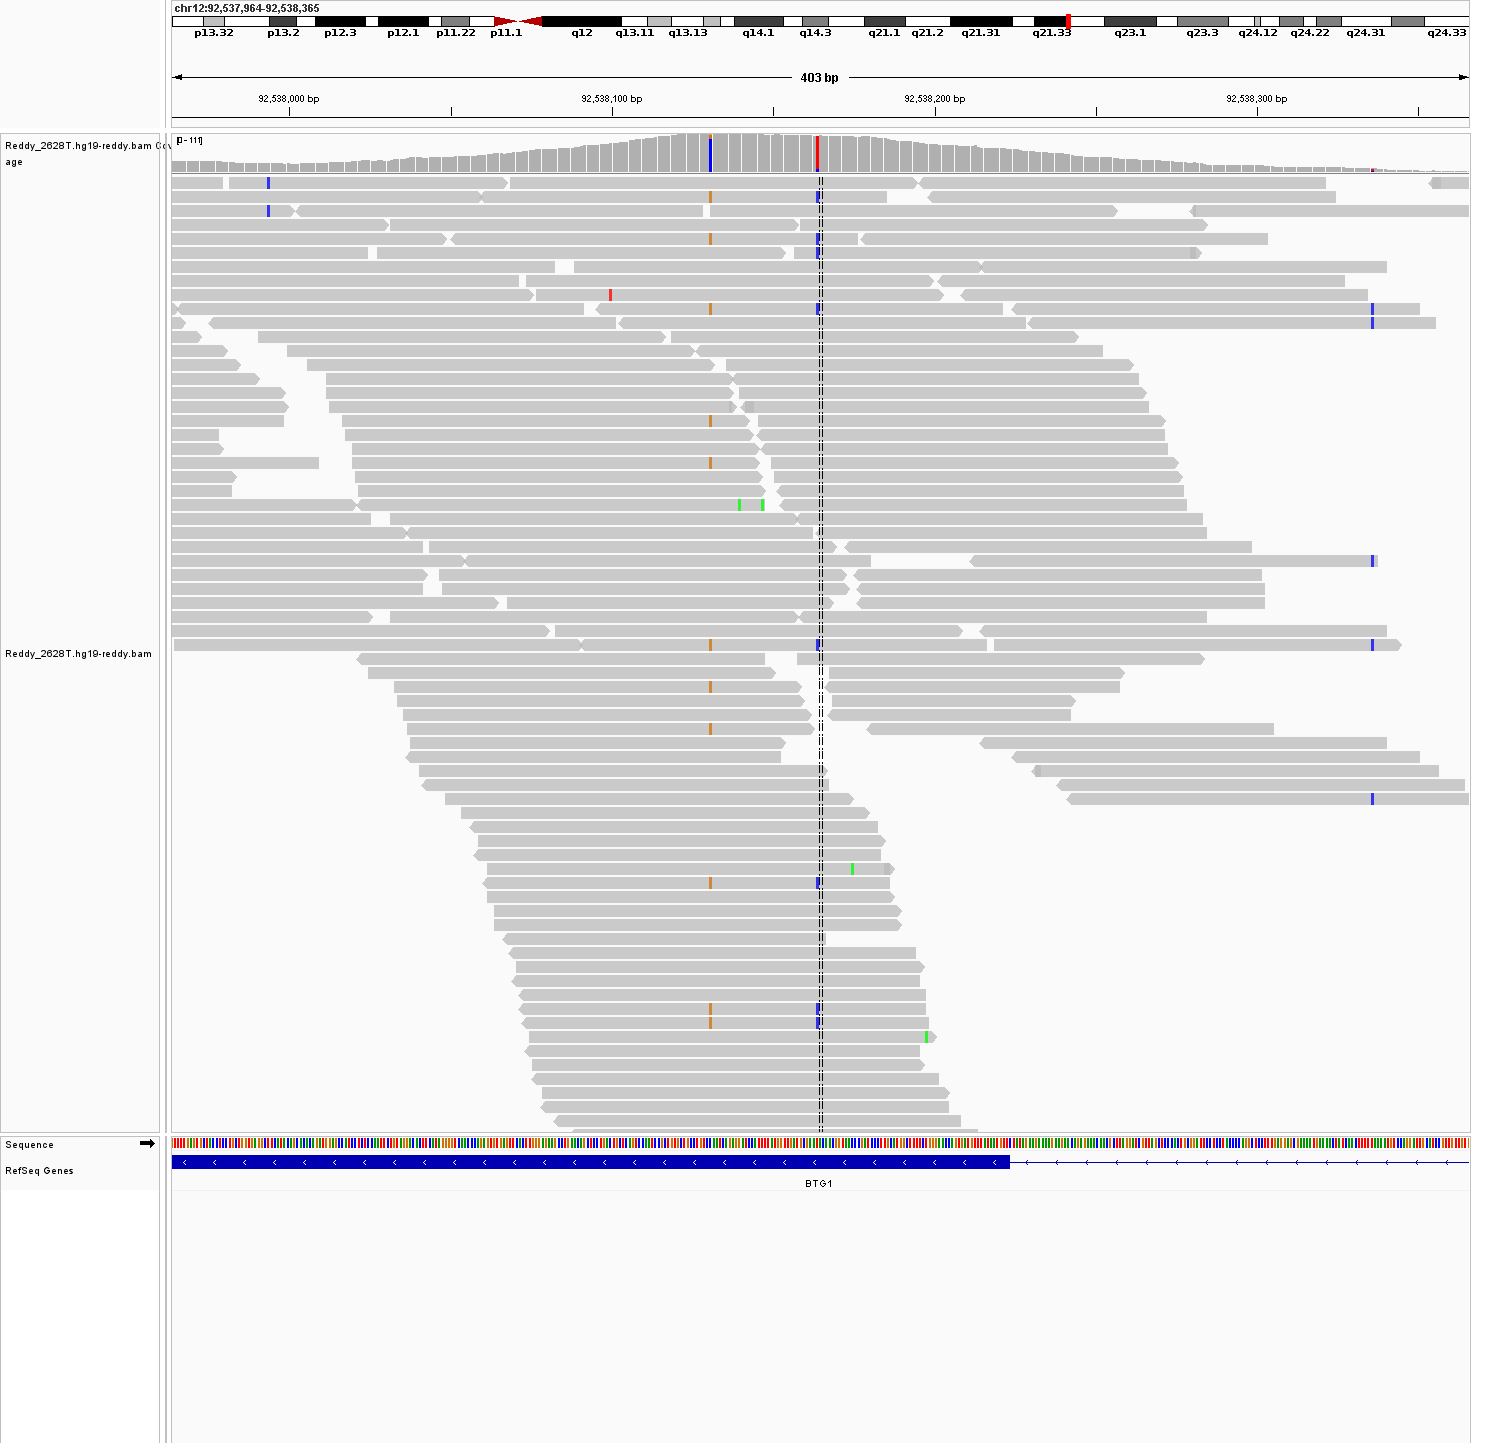 chr12:92,537,964-92,538,365
p13.32 p13.2 p12.3 p12.1 p11.22 p11.1 q12 q13.11 q13.13 q14.1 q14.3 q21.1 q21.2 q21.31 q21.33 q23.1 q23.3 q24.12 q24.22 q24.31 q24.33
403 bp
92,538,000 bp 92,538,100 bp 92,538,200 bp 92,538,300 bp
[0 - 111]
Reddy_2628T.hg19-reddy.bam Cov
age
Reddy_2628T.hg19-reddy.bam
Sequence
RefSeq Genes
BTG1